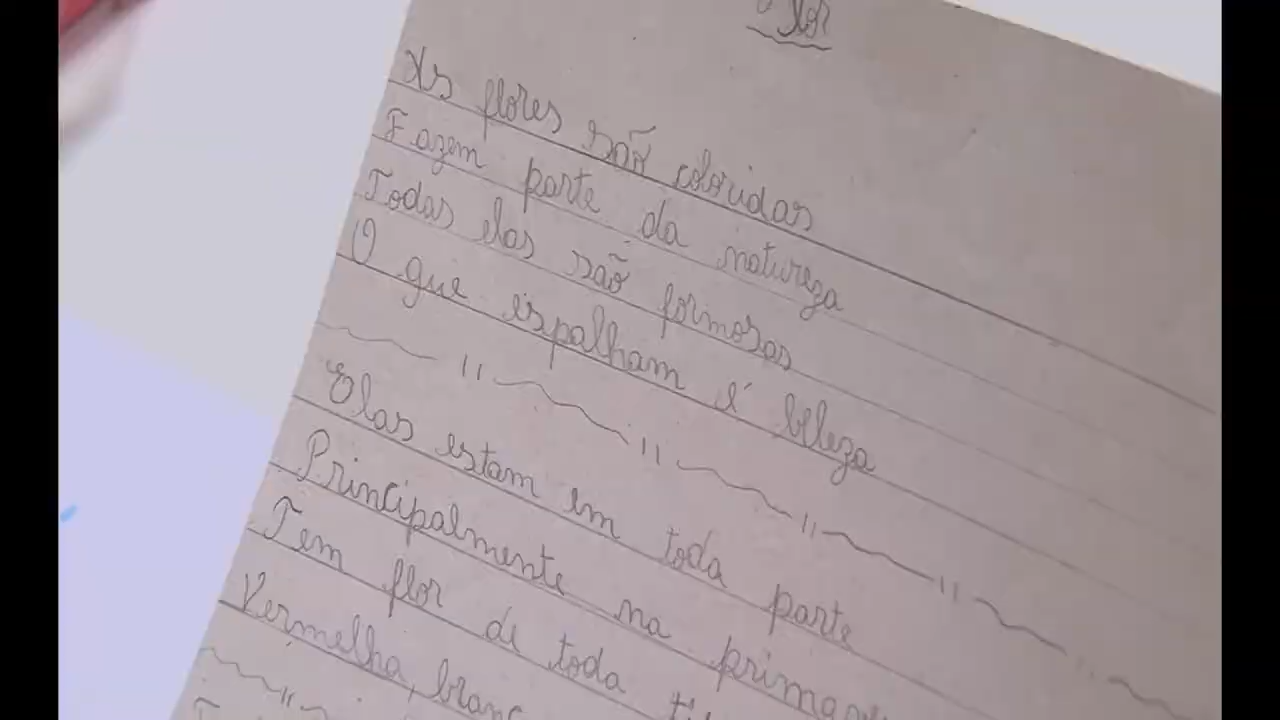 Flor
As flores são coloridas
Fazem parte da natureza
Todas elas são formosas
O que espalham é beleza
Elas estam em toda parte
Principalmente na
Tem flor de toda
Vermelha,